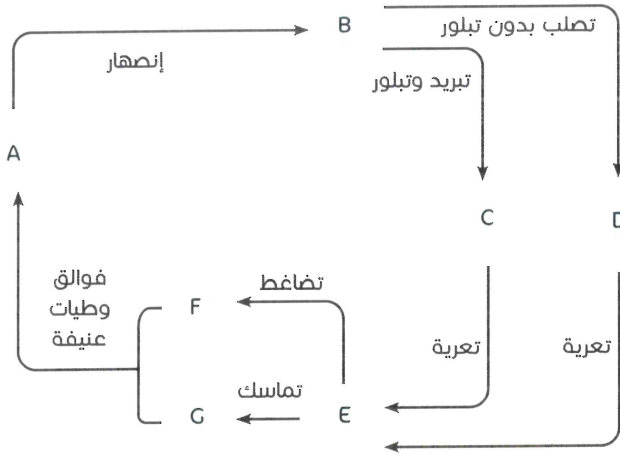 B
تصلب بدون تبلور
إنصهار
تبريد وتبلور
A
C
D
فوالق
وطيات
عنيفة
تضاغط
F
تعرية
تعرية
تماسك
G
E